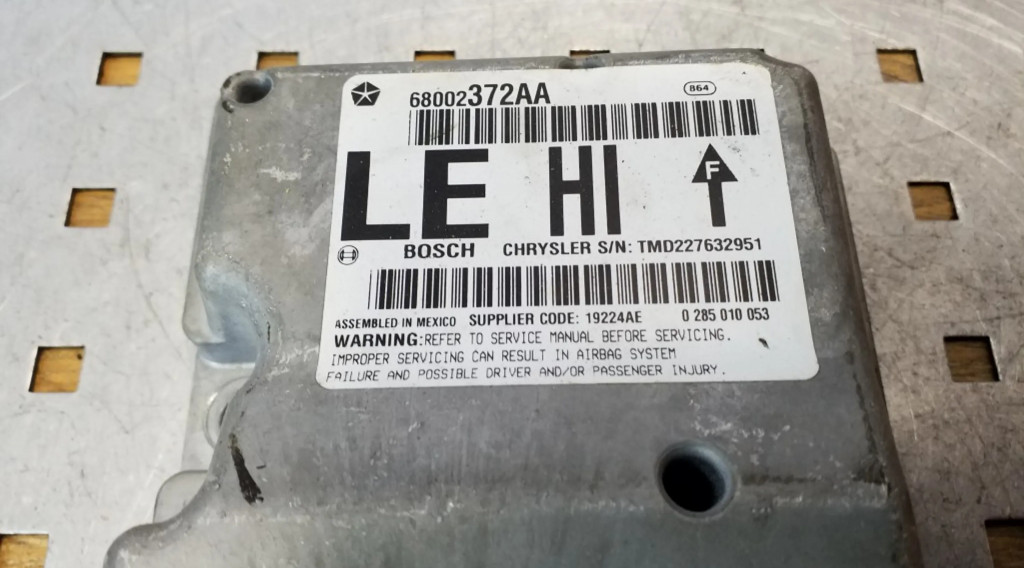 68002372AA 864
LE HI F
BOSCH CHRYSLER S/N: TMD227632951
ASSEMBLED IN MEXICO SUPPLIER CODE: 19224AE 0 285 010 053
WARNING:REFER TO SERVICE MANUAL BEFORE SERVICING.
IMPROPER SERVICING CAN RESULT IN AIRBAG SYSTEM
FAILURE AND POSSIBLE DRIVER AND/OR PASSENGER INJURY.